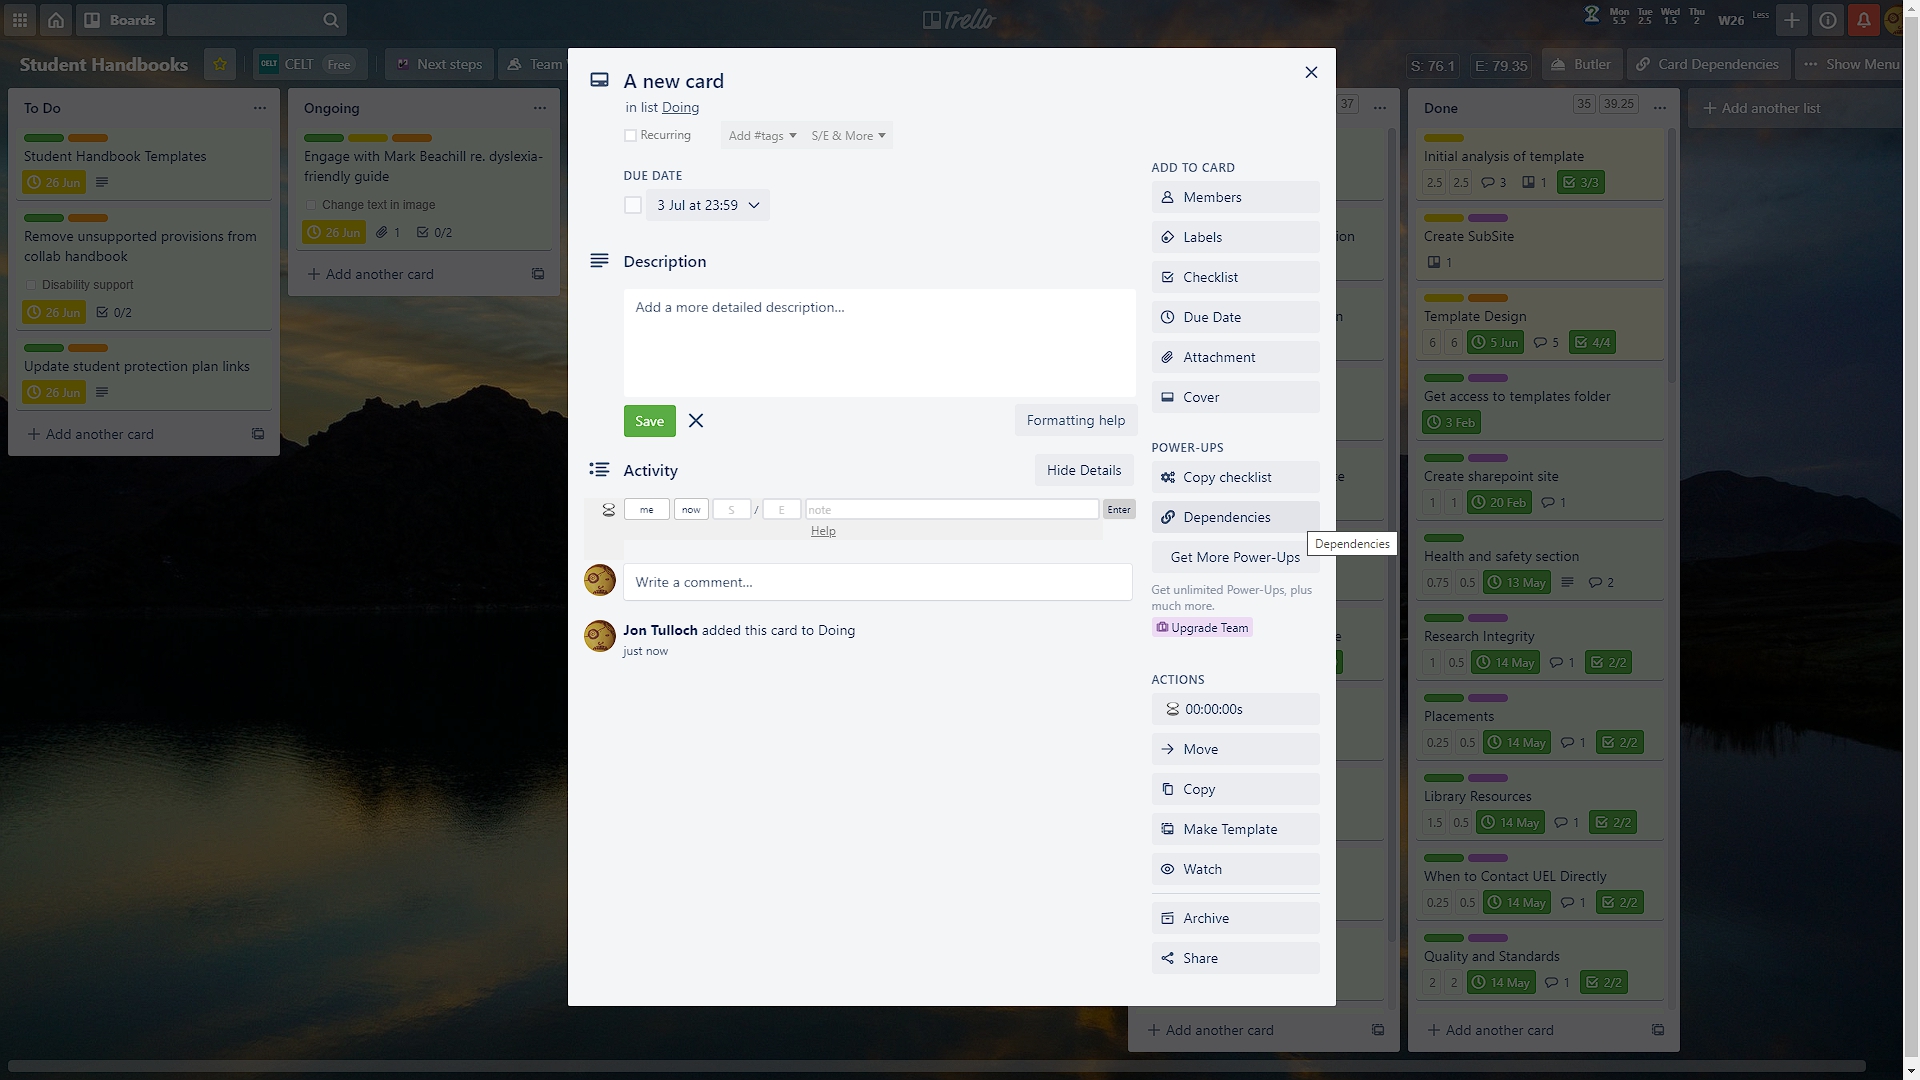 Boards
Trello
Mon
5.5
Tue
2.5
Wed
1.5
Thu
2
W26
Less
Student Handbooks
CELT
CELT
Free
Next steps
Team
S: 76.1
E: 79.35
Butler
Card Dependencies
Show Menu
To Do
Student Handbook Templates
26 Jun
Remove unsupported provisions from
collab handbook
Disability support
26 Jun
0/2
Update student protection plan links
26 Jun
Add another card
Ongoing
Engage with Mark Beachill re. dyslexia-
friendly guide
Change text in image
26 Jun
1
0/2
Add another card
A new card
in list Doing
Recurring
Add #tags
S/E & More
DUE DATE
3 Jul at 23:59
Description
Add a more detailed description...
Save
Formatting help
Activity
Hide Details
me
now
S
/
E
note
Enter
Help
Write a comment...
Jon Tulloch added this card to Doing
just now
ADD TO CARD
Members
Labels
Checklist
Due Date
Attachment
Cover
POWER-UPS
Copy checklist
Dependencies
Dependencies
Get More Power-Ups
Get unlimited Power-Ups, plus
much more.
Upgrade Team
ACTIONS
00:00:00s
Move
Copy
Make Template
Watch
Archive
Share
37
Add another card
Done
35
39.25
Initial analysis of template
2.5
2.5
3
1
3/3
Create SubSite
1
Template Design
6
6
5 Jun
5
4/4
Get access to templates folder
3 Feb
Create sharepoint site
1
1
20 Feb
1
Health and safety section
0.75
0.5
13 May
2
Research Integrity
1
0.5
14 May
1
2/2
Placements
0.25
0.5
14 May
1
2/2
Library Resources
1.5
0.5
14 May
1
2/2
When to Contact UEL Directly
0.25
0.5
14 May
1
2/2
Quality and Standards
2
2
14 May
1
2/2
Add another card
Add another list